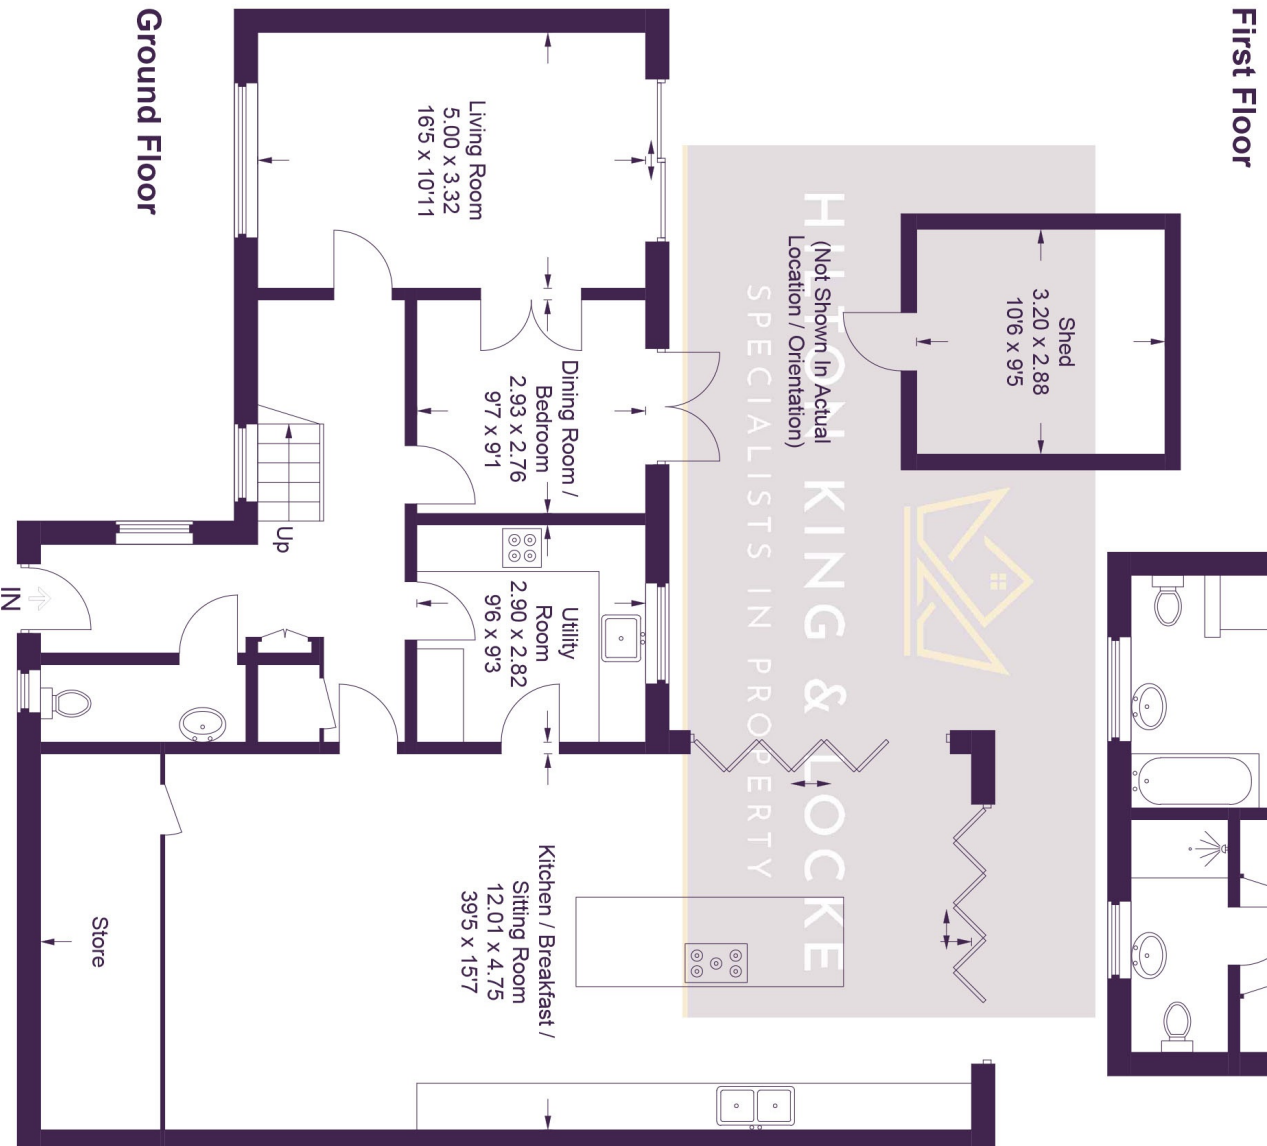 First Floor
Shed
3.20 x 2.88
10'6 x 9'5
(Not Shown In Actual
Location / Orientation)
HILTON KING & LOCKE
SPECIALISTS IN PROPERTY
Living Room
5.00 x 3.32
16'5 x 10'11
Dining Room /
Bedroom
2.93 x 2.76
9'7 x 9'1
Utility
Room
2.90 x 2.82
9'6 x 9'3
Kitchen / Breakfast /
Sitting Room
12.01 x 4.75
39'5 x 15'7
Up
Store
IN
Ground Floor